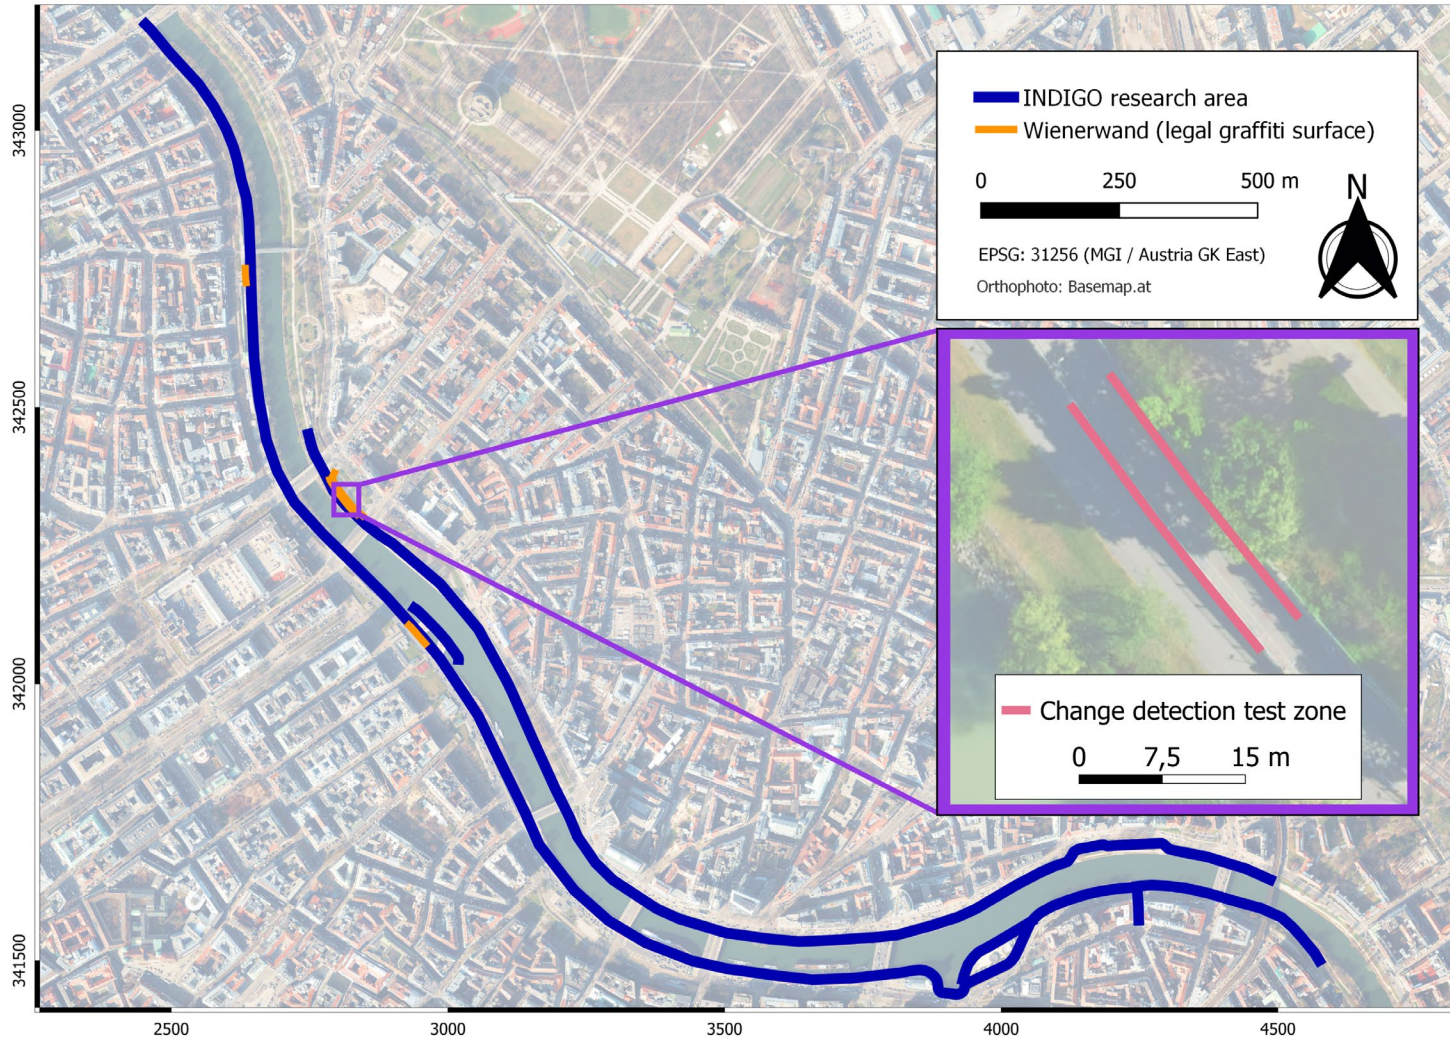 INDIGO research area
Wienerwand (legal graffiti surface)
0 250 500 m
N
EPSG: 31256 (MGI / Austria GK East)
Orthophoto: Basemap.at
Change detection test zone
0 7,5 15 m
343000
342500
342000
341500
2500 3000 3500 4000 4500